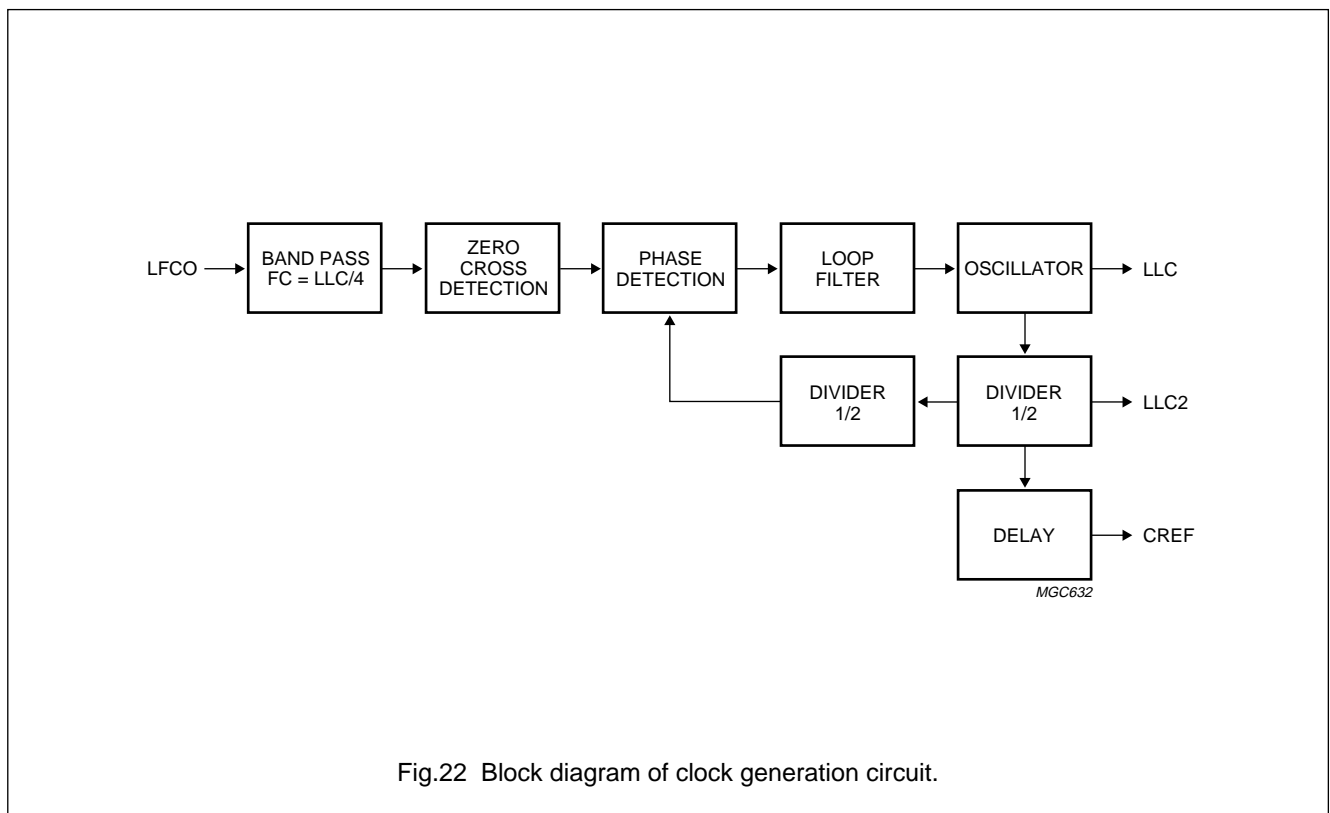 LFCO
BAND PASS
FC = LLC/4
ZERO
CROSS
DETECTION
PHASE
DETECTION
LOOP
FILTER
OSCILLATOR
LLC
DIVIDER
1/2
DIVIDER
1/2
LLC2
DELAY
CREF
MGC632
Fig.22 Block diagram of clock generation circuit.